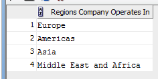 Regions Company Operates In
1 Europe
2 Americas
3 Asia
4 Middle East and Africa